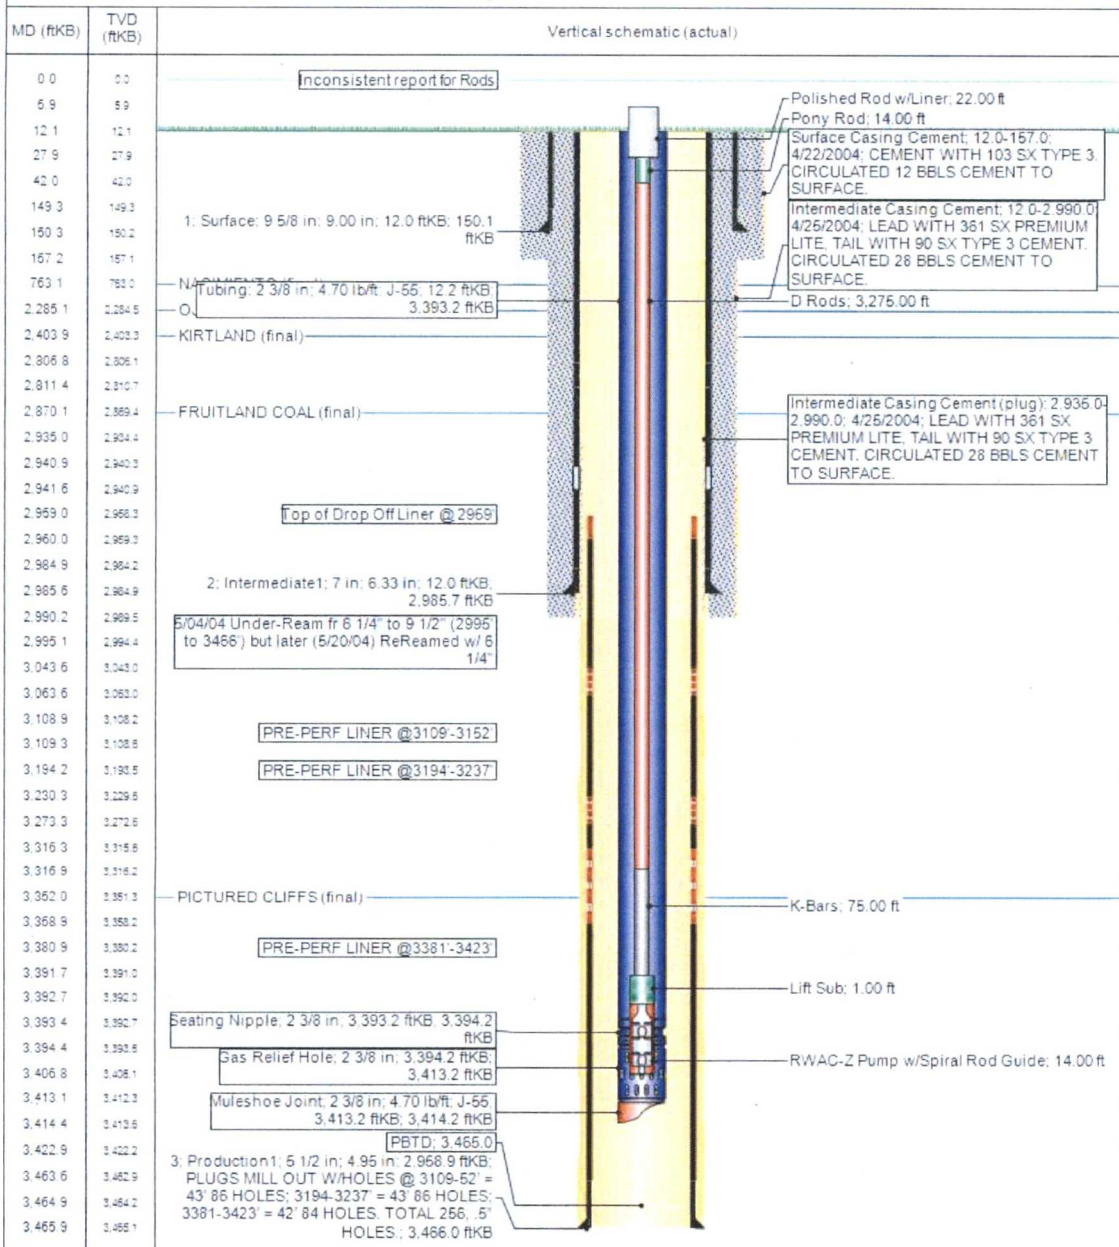 MD (ftKB)
TVD
(ftKB)
Vertical schematic (actual)
0.0
0.0
5.9
5.9
12.1
12.1
27.9
27.9
42.0
42.0
149.3
149.3
150.3
150.2
157.2
157.1
763.1
763.0
2,285.1
2,284.5
2,403.9
2,403.3
2,806.8
2,806.1
2,811.4
2,810.7
2,870.1
2,869.4
2,935.0
2,934.4
2,940.9
2,940.3
2,941.6
2,940.9
2,959.0
2,958.3
2,960.0
2,959.3
2,984.9
2,984.2
2,985.6
2,984.9
2,990.2
2,989.5
2,995.1
2,994.4
3,043.6
3,043.0
3,063.6
3,063.0
3,108.9
3,108.2
3,109.3
3,108.6
3,194.2
3,193.5
3,230.3
3,229.6
3,273.3
3,272.6
3,316.3
3,315.6
3,316.9
3,316.2
3,352.0
3,351.3
3,358.9
3,358.2
3,380.9
3,380.2
3,391.7
3,391.0
3,392.7
3,392.0
3,393.4
3,392.7
3,394.4
3,393.6
3,406.8
3,406.1
3,413.1
3,412.3
3,414.4
3,413.6
3,422.9
3,422.2
3,463.6
3,462.9
3,464.9
3,464.2
3,465.9
3,465.1
Inconsistent report for Rods
1; Surface; 9 5/8 in; 9.00 in; 12.0 ftKB; 150.1
ftKB
Tubing; 2 3/8 in; 4.70 lb/ft; J-55; 12.2 ftKB;
3,393.2 ftKB
KIRTLAND (final)
FRUITLAND COAL (final)
Top of Drop Off Liner @ 2959'
2; Intermediate1; 7 in; 6.33 in; 12.0 ftKB;
2,985.7 ftKB
5/04/04 Under-Ream fr 6 1/4" to 9 1/2" (2995'
to 3466') but later (5/20/04) ReReamed w/ 6
1/4"
PRE-PERF LINER @3109'-3152'
PRE-PERF LINER @3194'-3237'
PICTURED CLIFFS (final)
PRE-PERF LINER @3381'-3423'
Seating Nipple; 2 3/8 in; 3,393.2 ftKB; 3,394.2
ftKB
Gas Relief Hole; 2 3/8 in; 3,394.2 ftKB;
3,413.2 ftKB
Muleshoe Joint; 2 3/8 in; 4.70 lb/ft; J-55;
3,413.2 ftKB; 3,414.2 ftKB
PBTD; 3,465.0
3; Production1; 5 1/2 in; 4.95 in; 2,958.9 ftKB;
PLUGS MILL OUT W/HOLES @ 3109-52' =
43' 86 HOLES; 3194-3237' = 43' 86 HOLES;
3381-3423' = 42' 84 HOLES. TOTAL 256, .5"
HOLES.; 3,466.0 ftKB
Polished Rod w/Liner; 22.00 ft
Pony Rod; 14.00 ft
Surface Casing Cement; 12.0-157.0;
4/22/2004; CEMENT WITH 103 SX TYPE 3.
CIRCULATED 12 BBLS CEMENT TO
SURFACE.
Intermediate Casing Cement; 12.0-2,990.0;
4/25/2004; LEAD WITH 361 SX PREMIUM
LITE, TAIL WITH 90 SX TYPE 3 CEMENT.
CIRCULATED 28 BBLS CEMENT TO
SURFACE.
D Rods; 3,275.00 ft
Intermediate Casing Cement (plug); 2,935.0-
2,990.0; 4/25/2004; LEAD WITH 361 SX
PREMIUM LITE, TAIL WITH 90 SX TYPE 3
CEMENT. CIRCULATED 28 BBLS CEMENT
TO SURFACE.
K-Bars; 75.00 ft
Lift Sub; 1.00 ft
RWAC-Z Pump w/Spiral Rod Guide; 14.00 ft